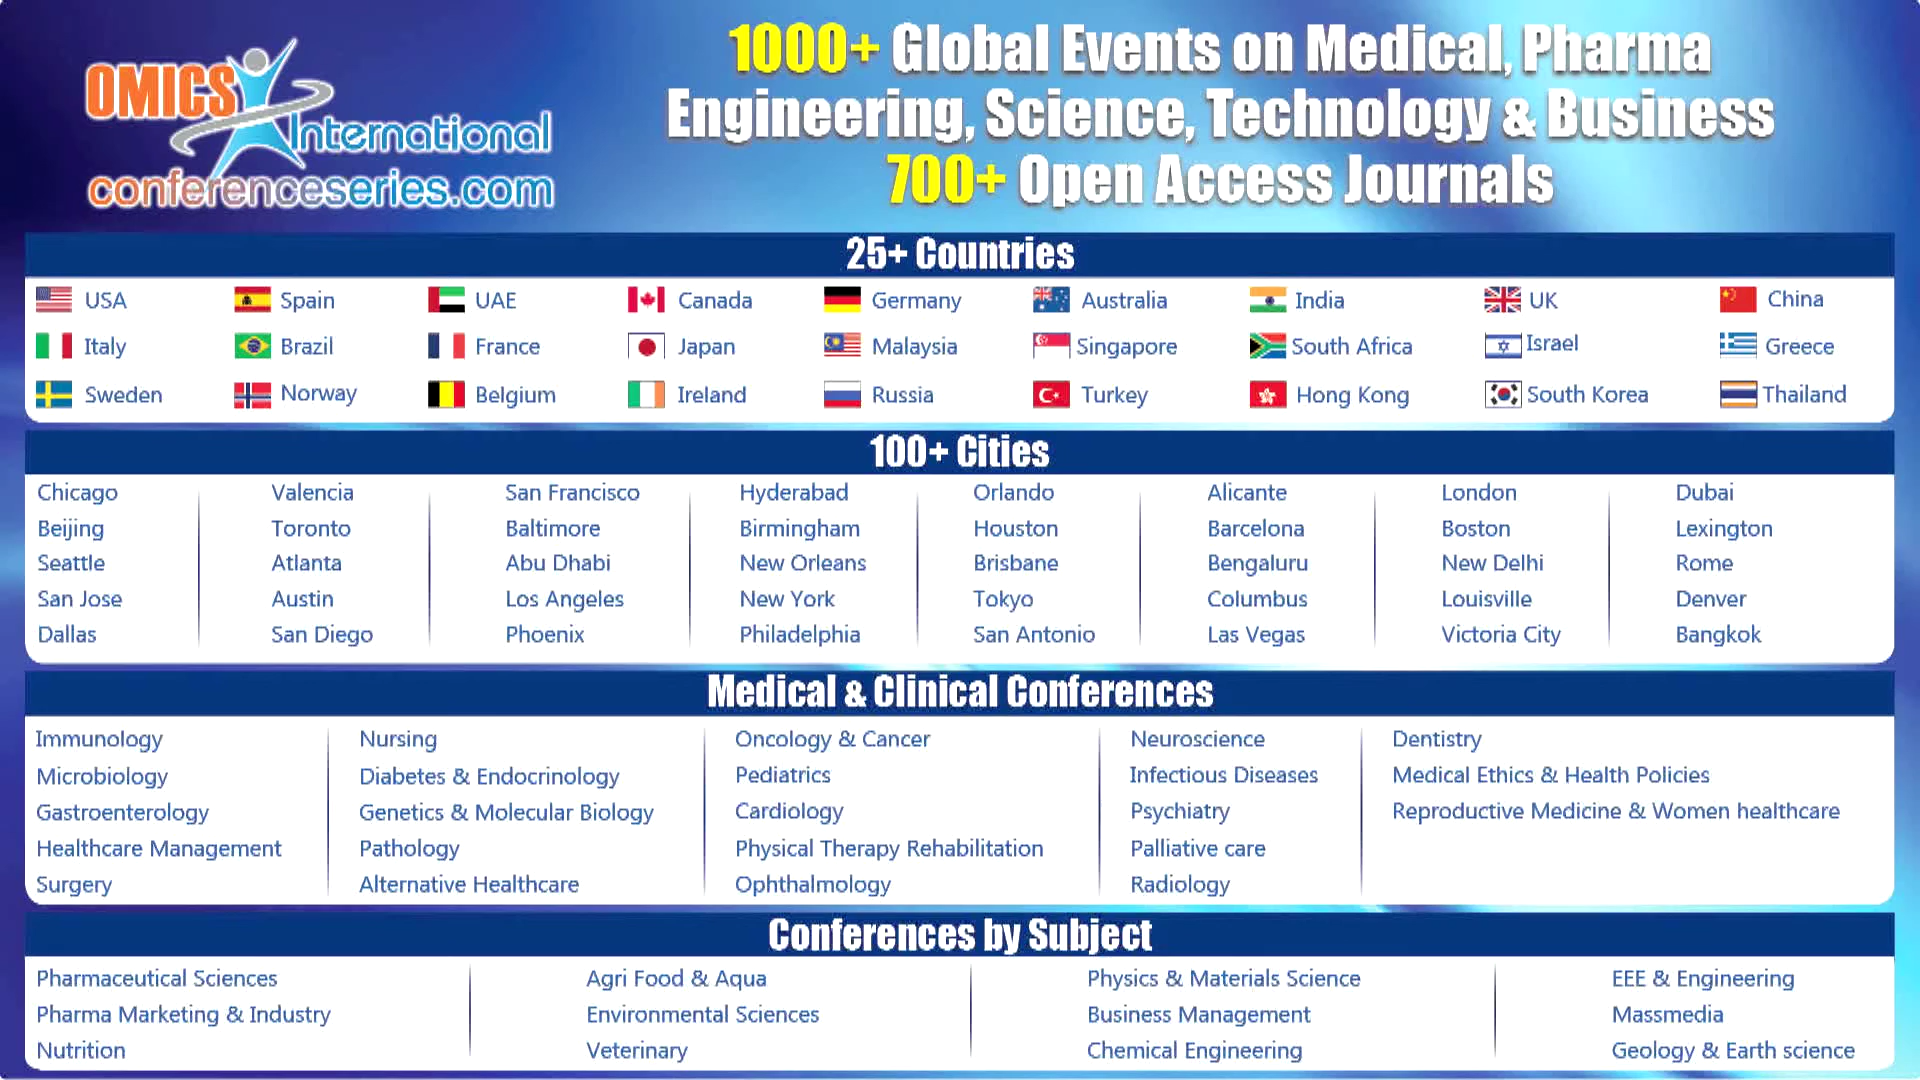 OMICS
International
conferenceseries.com
1000+ Global Events on Medical, Pharma
Engineering, Science, Technology & Business
700+ Open Access Journals
25+ Countries
USA Spain UAE Canada Germany Australia India UK China
Italy Brazil France Japan Malaysia Singapore South Africa Israel Greece
Sweden Norway Belgium Ireland Russia Turkey Hong Kong South Korea Thailand
100+ Cities
Chicago Valencia San Francisco Hyderabad Orlando Alicante London Dubai
Beijing Toronto Baltimore Birmingham Houston Barcelona Boston Lexington
Seattle Atlanta Abu Dhabi New Orleans Brisbane Bengaluru New Delhi Rome
San Jose Austin Los Angeles New York Tokyo Columbus Louisville Denver
Dallas San Diego Phoenix Philadelphia San Antonio Las Vegas Victoria City Bangkok
Medical & Clinical Conferences
Immunology Nursing Oncology & Cancer Neuroscience Dentistry
Microbiology Diabetes & Endocrinology Pediatrics Infectious Diseases Medical Ethics & Health Policies
Gastroenterology Genetics & Molecular Biology Cardiology Psychiatry Reproductive Medicine & Women healthcare
Healthcare Management Pathology Physical Therapy Rehabilitation Palliative care
Surgery Alternative Healthcare Ophthalmology Radiology
Conferences by Subject
Pharmaceutical Sciences Agri Food & Aqua Physics & Materials Science EEE & Engineering
Pharma Marketing & Industry Environmental Sciences Business Management Massmedia
Nutrition Veterinary Chemical Engineering Geology & Earth science